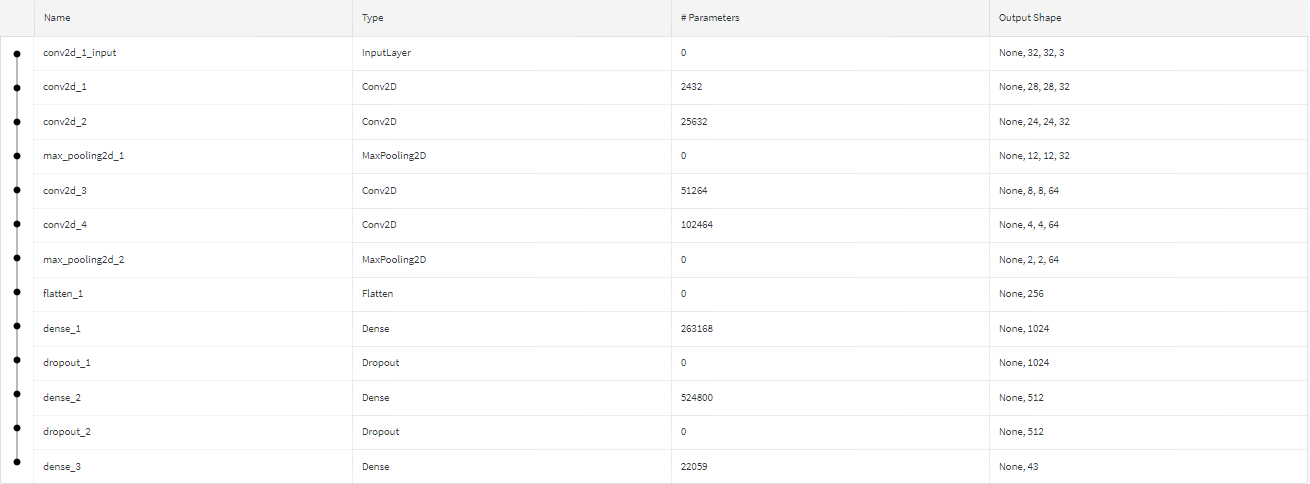 Name Type # Parameters Output Shape
conv2d_1_input InputLayer 0 None, 32, 32, 3
conv2d_1 Conv2D 2432 None, 28, 28, 32
conv2d_2 Conv2D 25632 None, 24, 24, 32
max_pooling2d_1 MaxPooling2D 0 None, 12, 12, 32
conv2d_3 Conv2D 51264 None, 8, 8, 64
conv2d_4 Conv2D 102464 None, 4, 4, 64
max_pooling2d_2 MaxPooling2D 0 None, 2, 2, 64
flatten_1 Flatten 0 None, 256
dense_1 Dense 263168 None, 1024
dropout_1 Dropout 0 None, 1024
dense_2 Dense 524800 None, 512
dropout_2 Dropout 0 None, 512
dense_3 Dense 22059 None, 43